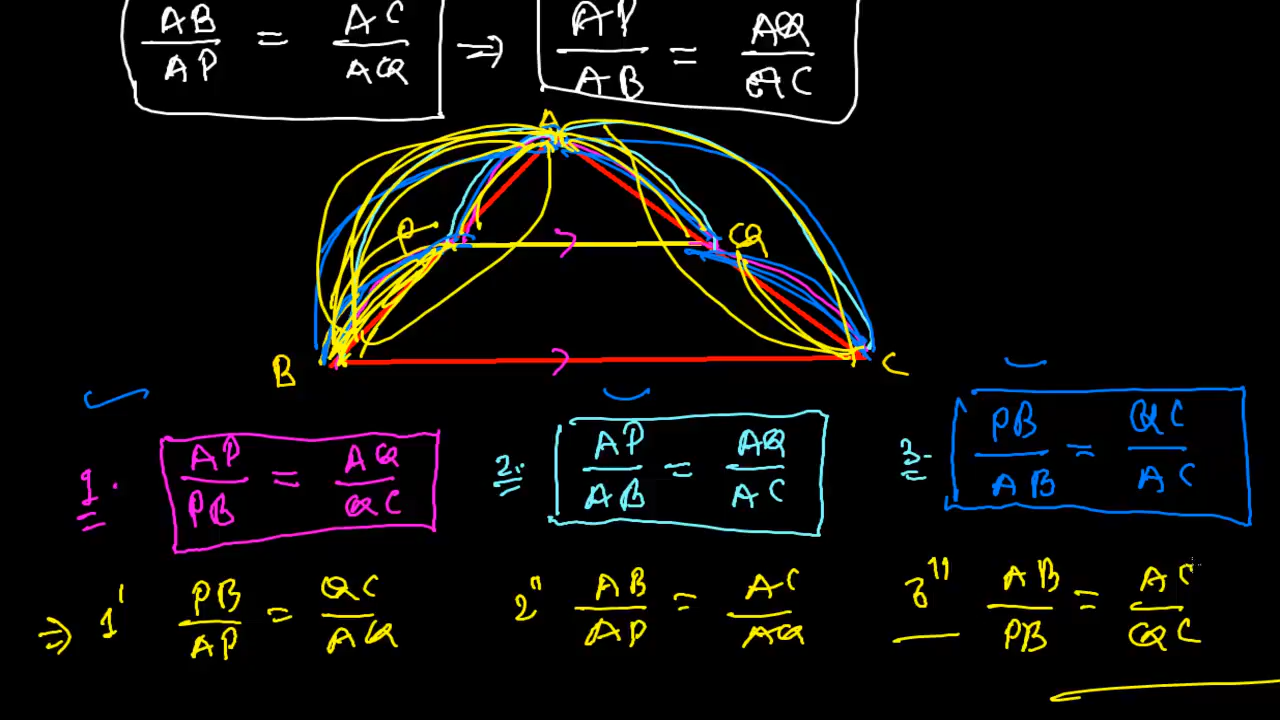 AB/AP = AC/AQ ⇒ AP/AB = AQ/AC
A
P Q
B C
1. AP/PB = AQ/QC 2. AP/AB = AQ/AC 3. PB/AB = QC/AC
⇒ 1' PB/AP = QC/AQ 2'' AB/AP = AC/AQ 3'' AB/PB = AC/QC